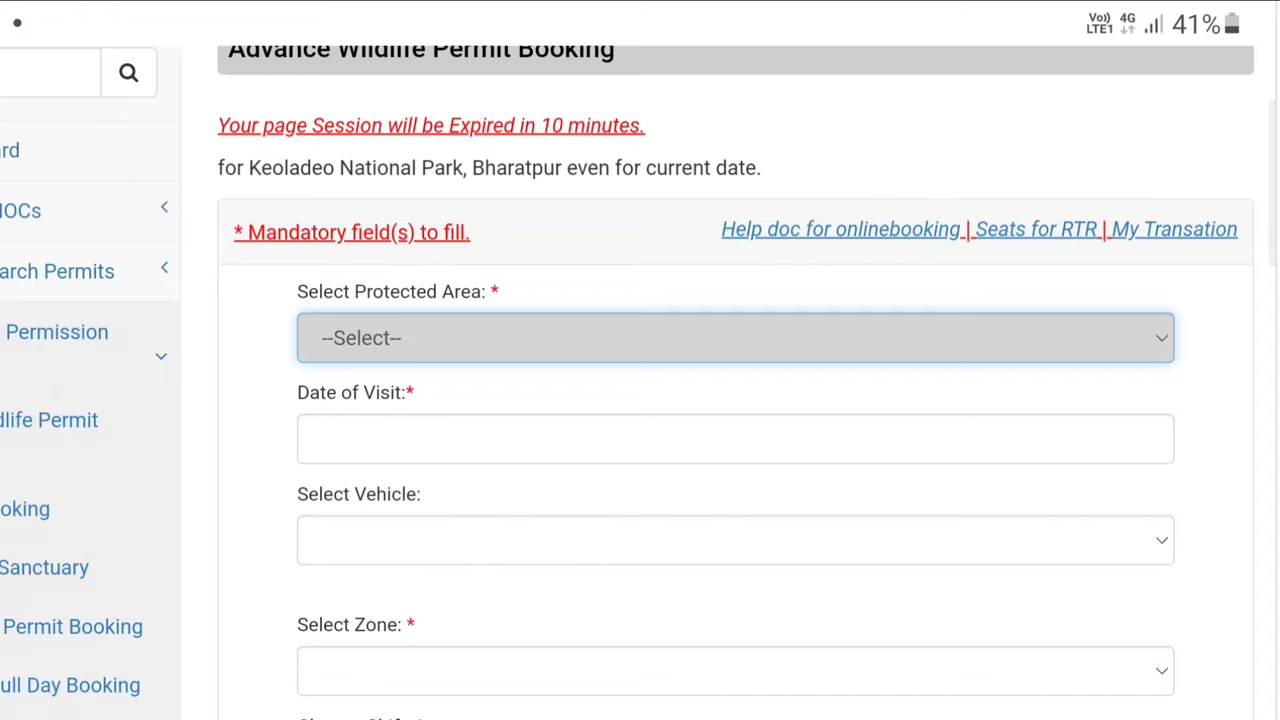 Vo)) 4G
LTE1 41%
Advance Wildlife Permit Booking
Your page Session will be Expired in 10 minutes.
for Keoladeo National Park, Bharatpur even for current date.
* Mandatory field(s) to fill.
Help doc for onlinebooking | Seats for RTR | My Transation
Select Protected Area: *
--Select--
Date of Visit:*
Select Vehicle:
Select Zone: *
rd
IOCs
arch Permits
Permission
dlife Permit
oking
Sanctuary
Permit Booking
ull Day Booking